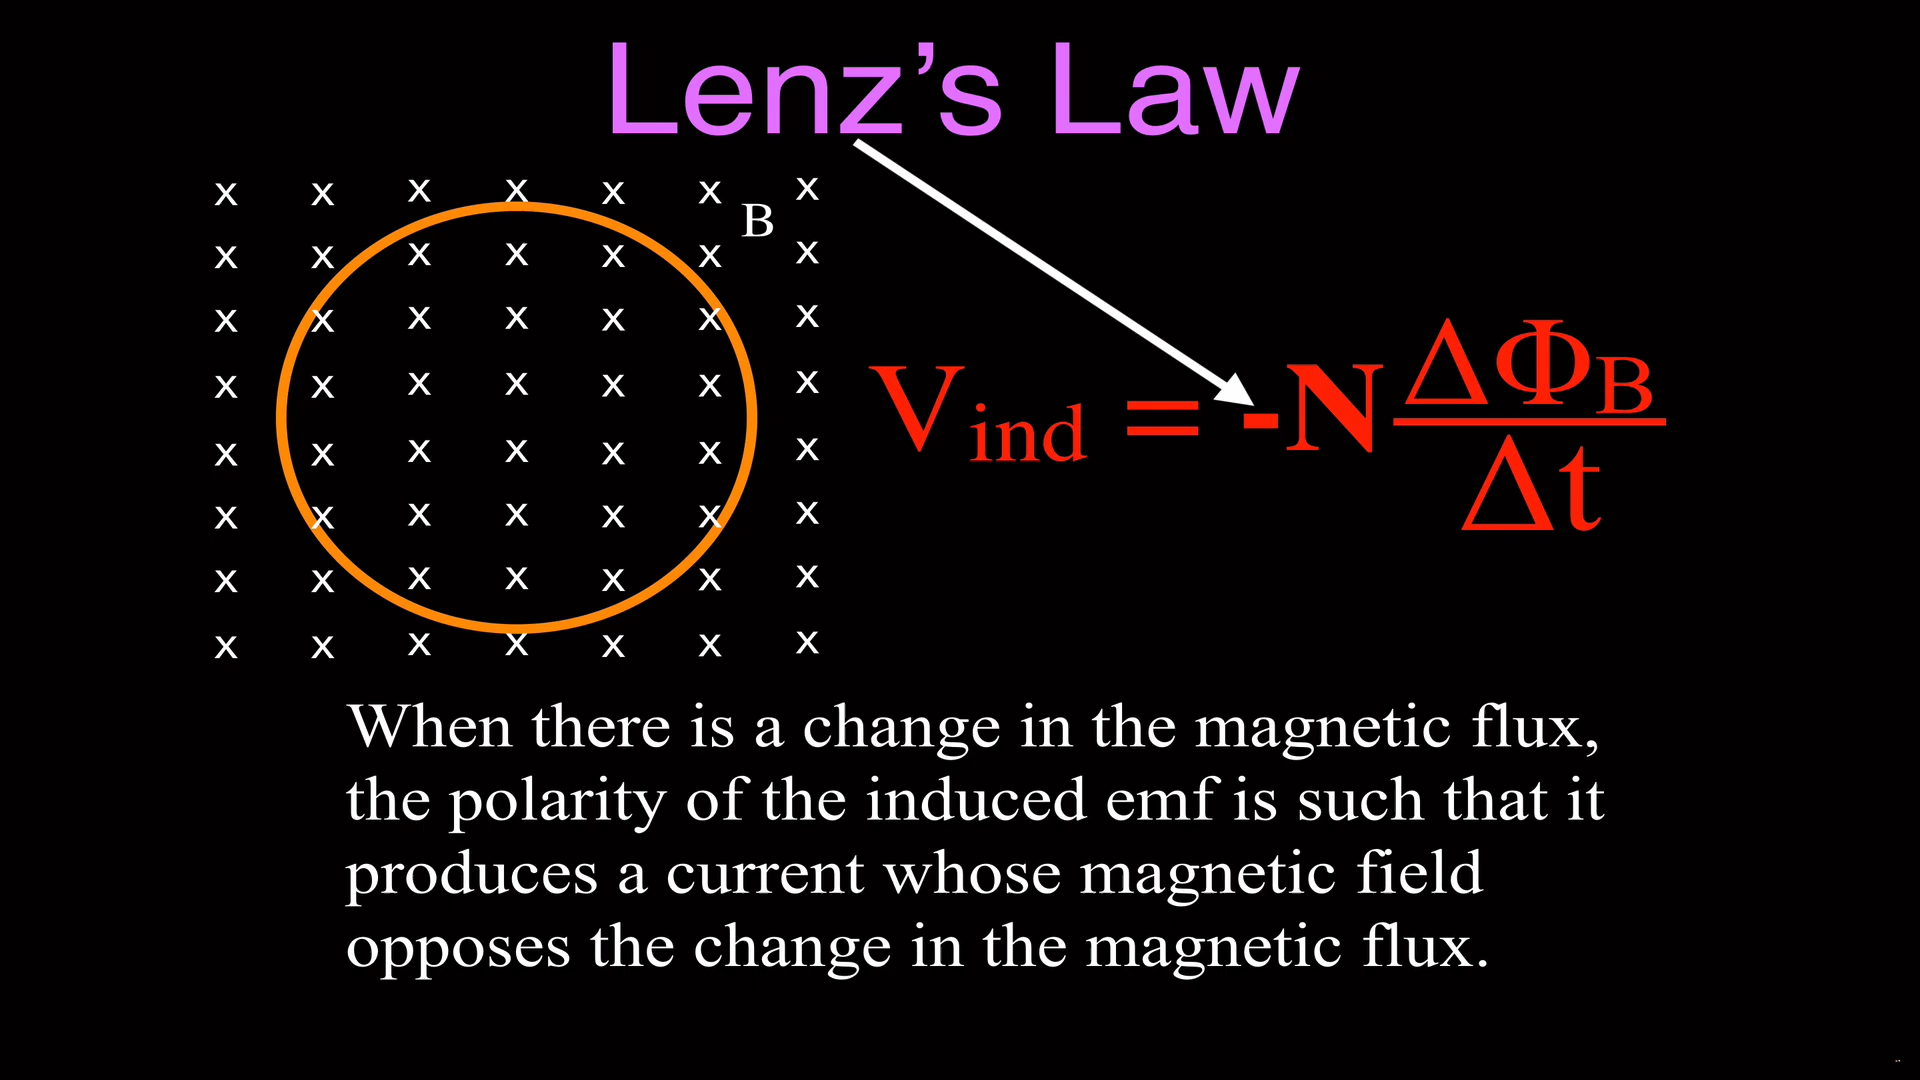 Lenz’s Law
x x x x x x x
B
x x x x x x x
x x x x x x x
x x x x x x x
x x x x x x x
x x x x x x x
x x x x x x x
x x x x x x x
V_ind = -N ΔΦ_B / Δt
When there is a change in the magnetic flux,
the polarity of the induced emf is such that it
produces a current whose magnetic field
opposes the change in the magnetic flux.